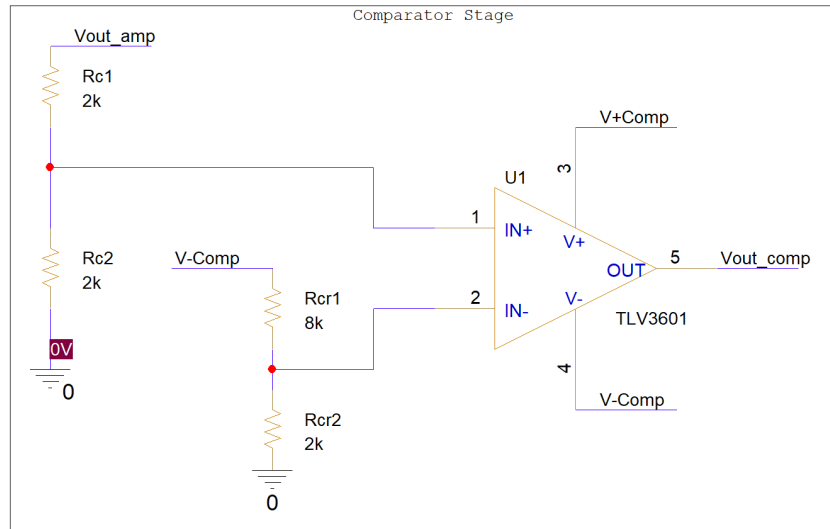 Comparator Stage
Vout_amp
Rc1
2k
V+Comp
3
U1
1
IN+
V+
Rc2
2k
V-Comp
OUT
5
Vout_comp
Rcr1
8k
2
IN-
V-
TLV3601
0V
0
4
V-Comp
Rcr2
2k
0